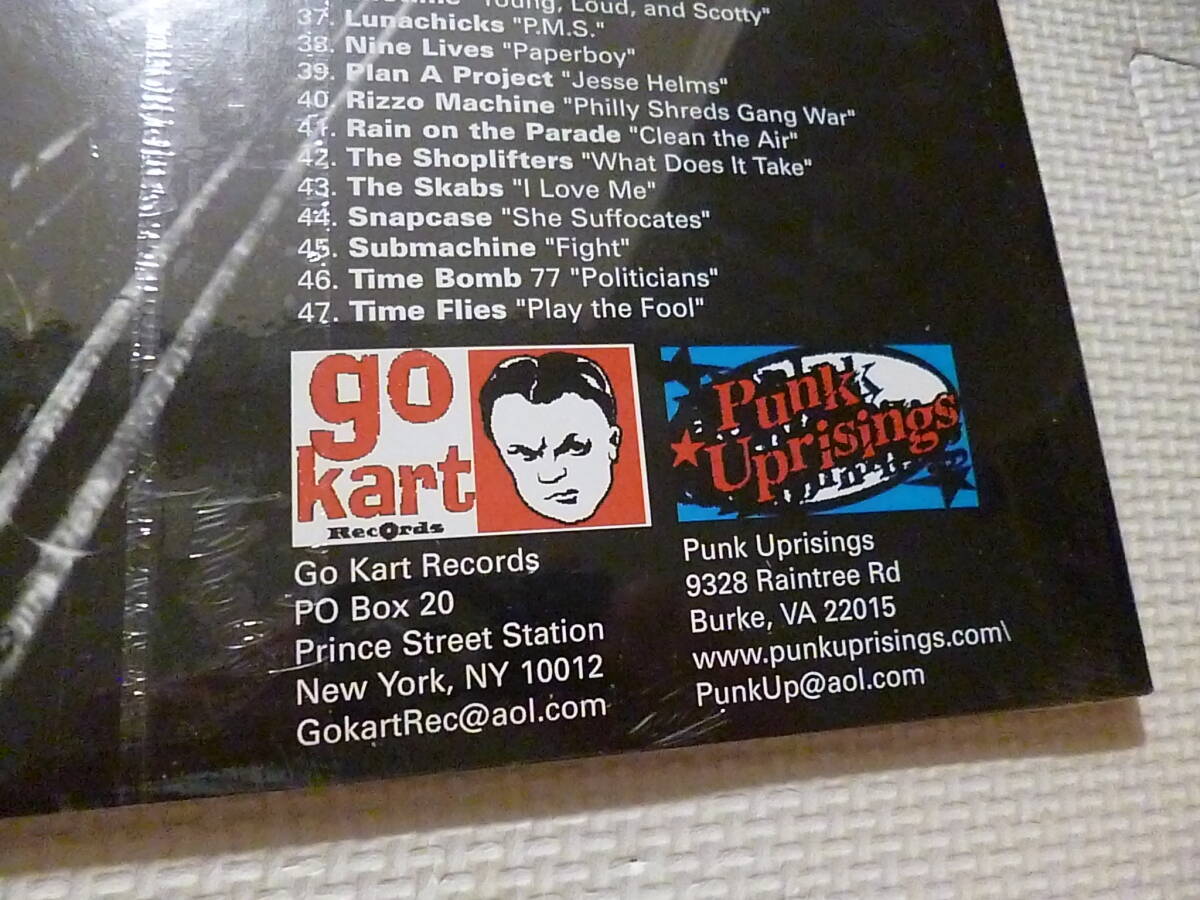 "Young, Loud, and Scotty"
37. Lunachicks "P.M.S."
38. Nine Lives "Paperboy"
39. Plan A Project "Jesse Helms"
40. Rizzo Machine "Philly Shreds Gang War"
41. Rain on the Parade "Clean the Air"
42. The Shoplifters "What Does It Take"
43. The Skabs "I Love Me"
44. Snapcase "She Suffocates"
45. Submachine "Fight"
46. Time Bomb 77 "Politicians"
47. Time Flies "Play the Fool"
go
kart
Records
Punk
Uprisings
Go Kart Records
PO Box 20
Prince Street Station
New York, NY 10012
GokartRec@aol.com
Punk Uprisings
9328 Raintree Rd
Burke, VA 22015
www.punkuprisings.com\
PunkUp@aol.com